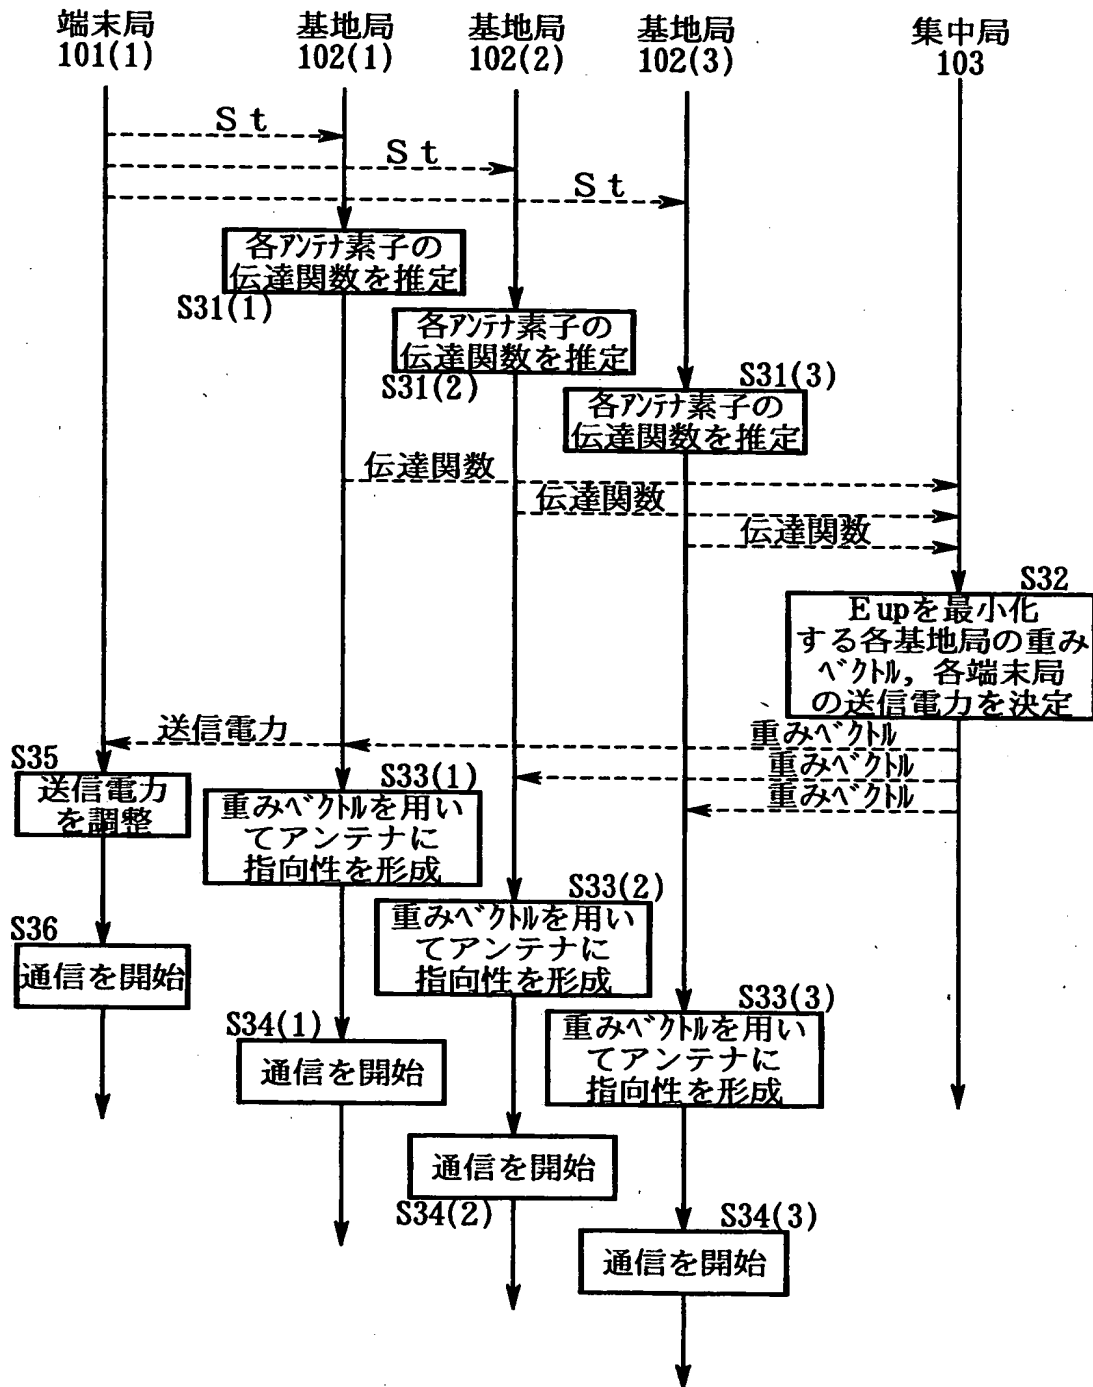 端末局
101(1)
基地局
102(1)
基地局
102(2)
基地局
102(3)
集中局
103
St
St
St
各アンテナ素子の
伝達関数を推定
S31(1)
各アンテナ素子の
伝達関数を推定
S31(2)
S31(3)
各アンテナ素子の
伝達関数を推定
伝達関数
伝達関数
伝達関数
S32
Eupを最小化
する各基地局の重み
ベクトル,各端末局
の送信電力を決定
送信電力
重みベクトル
重みベクトル
重みベクトル
S35
送信電力
を調整
S33(1)
重みベクトルを用い
てアンテナに
指向性を形成
S33(2)
重みベクトルを用い
てアンテナに
指向性を形成
S36
通信を開始
S33(3)
重みベクトルを用い
てアンテナに
指向性を形成
S34(1)
通信を開始
通信を開始
S34(2)
S34(3)
通信を開始